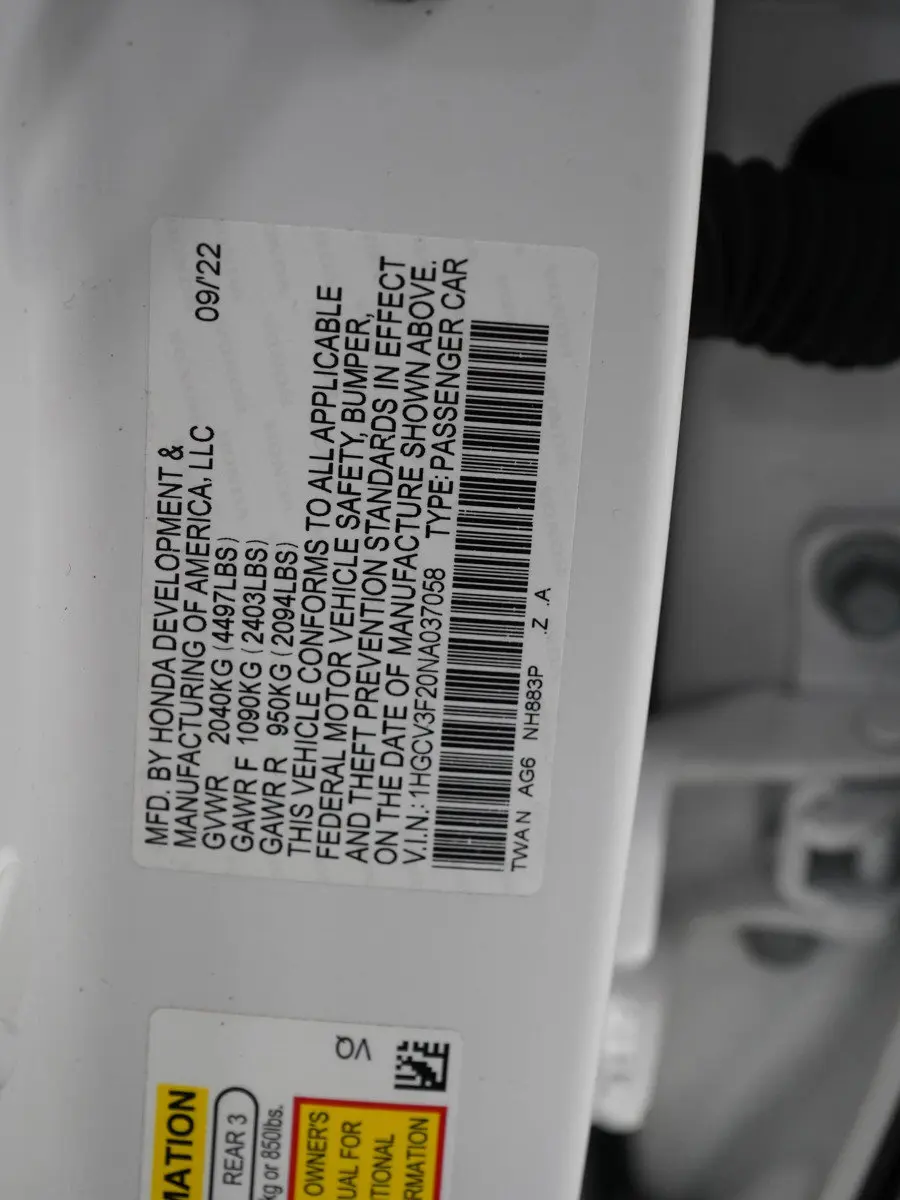 MFD. BY HONDA DEVELOPMENT &
MANUFACTURING OF AMERICA, LLC 09/'22
GVWR 2040KG (4497LBS)
GAWR F 1090KG (2403LBS)
GAWR R 950KG (2094LBS)
THIS VEHICLE CONFORMS TO ALL APPLICABLE
FEDERAL MOTOR VEHICLE SAFETY, BUMPER,
AND THEFT PREVENTION STANDARDS IN EFFECT
ON THE DATE OF MANUFACTURE SHOWN ABOVE.
V.I.N.: 1HGCV3F20NA037058 TYPE: PASSENGER CAR
TWAN AG6 NH883P .Z .A
MATION
REAR 3
kg or 850lbs.
OWNER'S
UAL FOR
TIONAL
RMATION
VQ